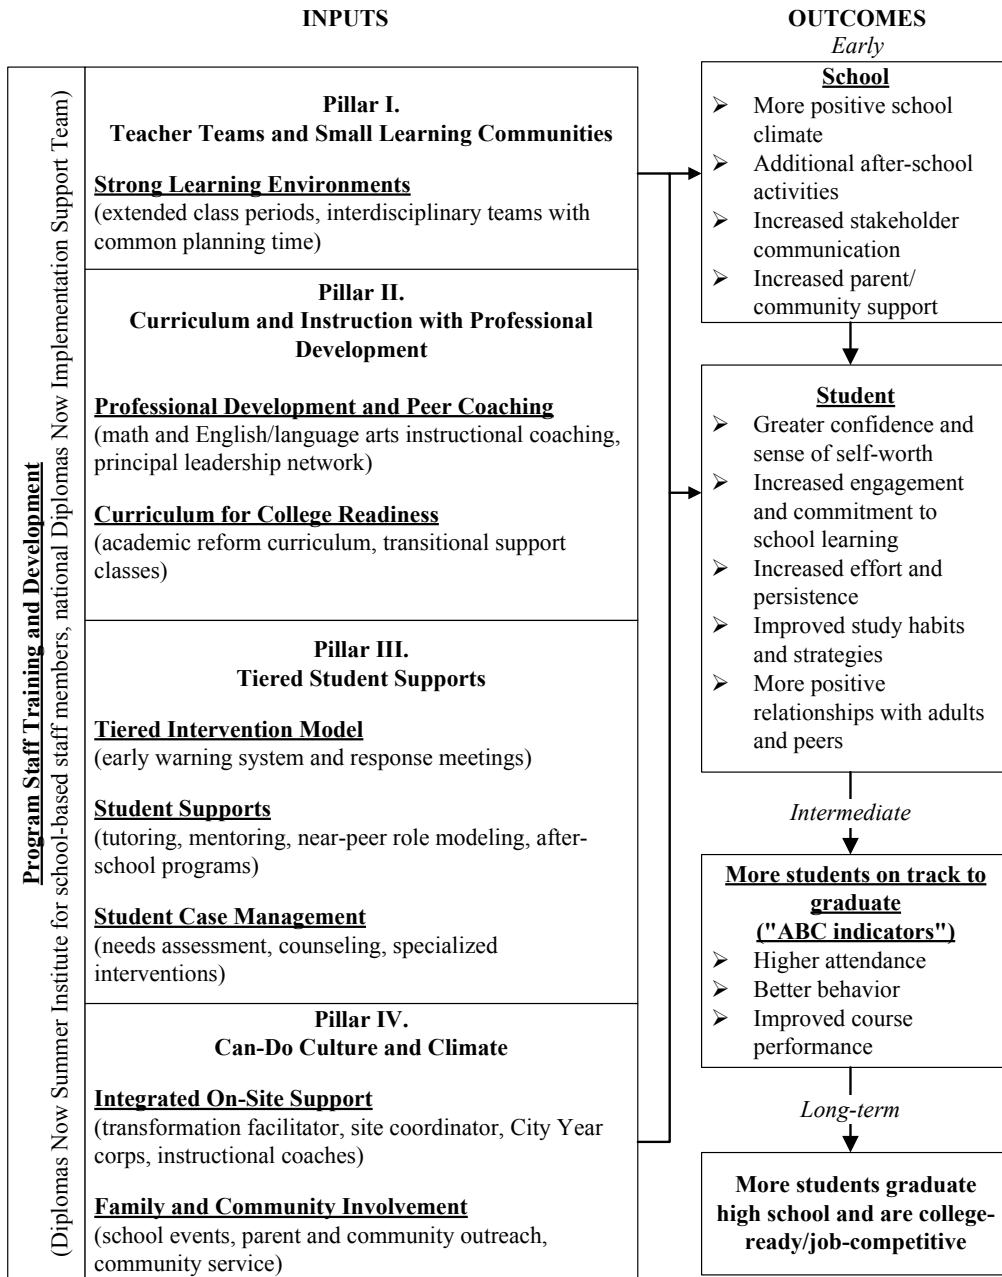 INPUTS
Program Staff Training and Development
(Diplomas Now Summer Institute for school-based staff members, national Diplomas Now Implementation Support Team)
Pillar I.
Teacher Teams and Small Learning Communities
Strong Learning Environments
(extended class periods, interdisciplinary teams with
common planning time)
Pillar II.
Curriculum and Instruction with Professional
Development
Professional Development and Peer Coaching
(math and English/language arts instructional coaching,
principal leadership network)
Curriculum for College Readiness
(academic reform curriculum, transitional support
classes)
Pillar III.
Tiered Student Supports
Tiered Intervention Model
(early warning system and response meetings)
Student Supports
(tutoring, mentoring, near-peer role modeling, after-
school programs)
Student Case Management
(needs assessment, counseling, specialized
interventions)
Pillar IV.
Can-Do Culture and Climate
Integrated On-Site Support
(transformation facilitator, site coordinator, City Year
corps, instructional coaches)
Family and Community Involvement
(school events, parent and community outreach,
community service)
OUTCOMES
Early
School
➢ More positive school
climate
➢ Additional after-school
activities
➢ Increased stakeholder
communication
➢ Increased parent/
community support
Student
➢ Greater confidence and
sense of self-worth
➢ Increased engagement
and commitment to
school learning
➢ Increased effort and
persistence
➢ Improved study habits
and strategies
➢ More positive
relationships with adults
and peers
Intermediate
More students on track to
graduate
("ABC indicators")
➢ Higher attendance
➢ Better behavior
➢ Improved course
performance
Long-term
More students graduate
high school and are college-
ready/job-competitive